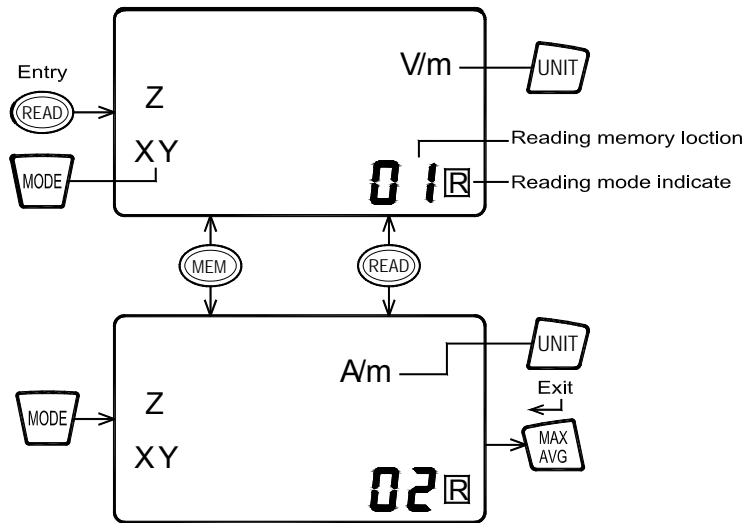 V/m
UNIT
Entry
READ
Z
XY
MODE
Reading memory loction
01 R
Reading mode indicate
MEM
READ
A/m
UNIT
Exit
MODE
Z
MAX
AVG
XY
02 R